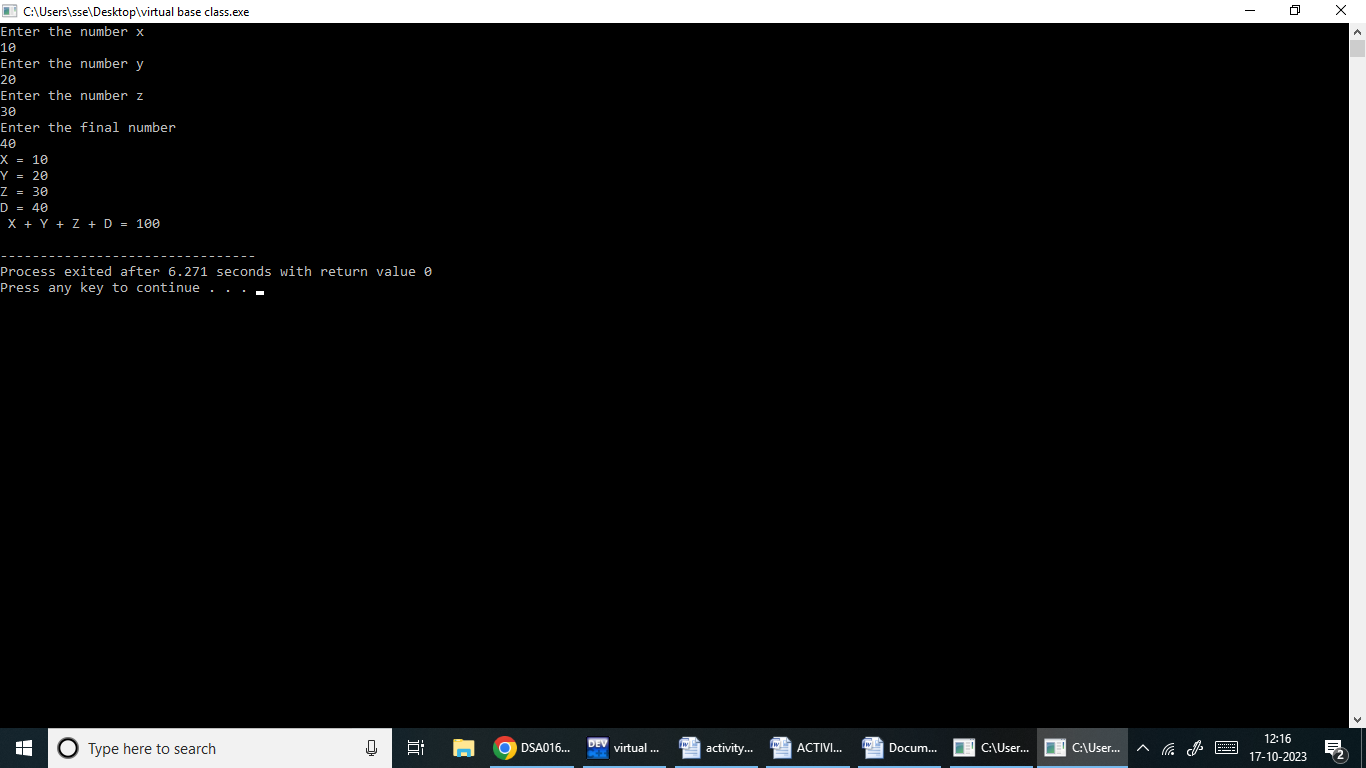 C:\Users\sse\Desktop\virtual base class.exe
Enter the number x
10
Enter the number y
20
Enter the number z
30
Enter the final number
40
X = 10
Y = 20
Z = 30
D = 40
 X + Y + Z + D = 100
--------------------------------
Process exited after 6.271 seconds with return value 0
Press any key to continue . . .
Type here to search
DSA016...
DEV
virtual ...
activity...
ACTIVI...
Docum...
C:\User...
C:\User...
12:16
17-10-2023
2